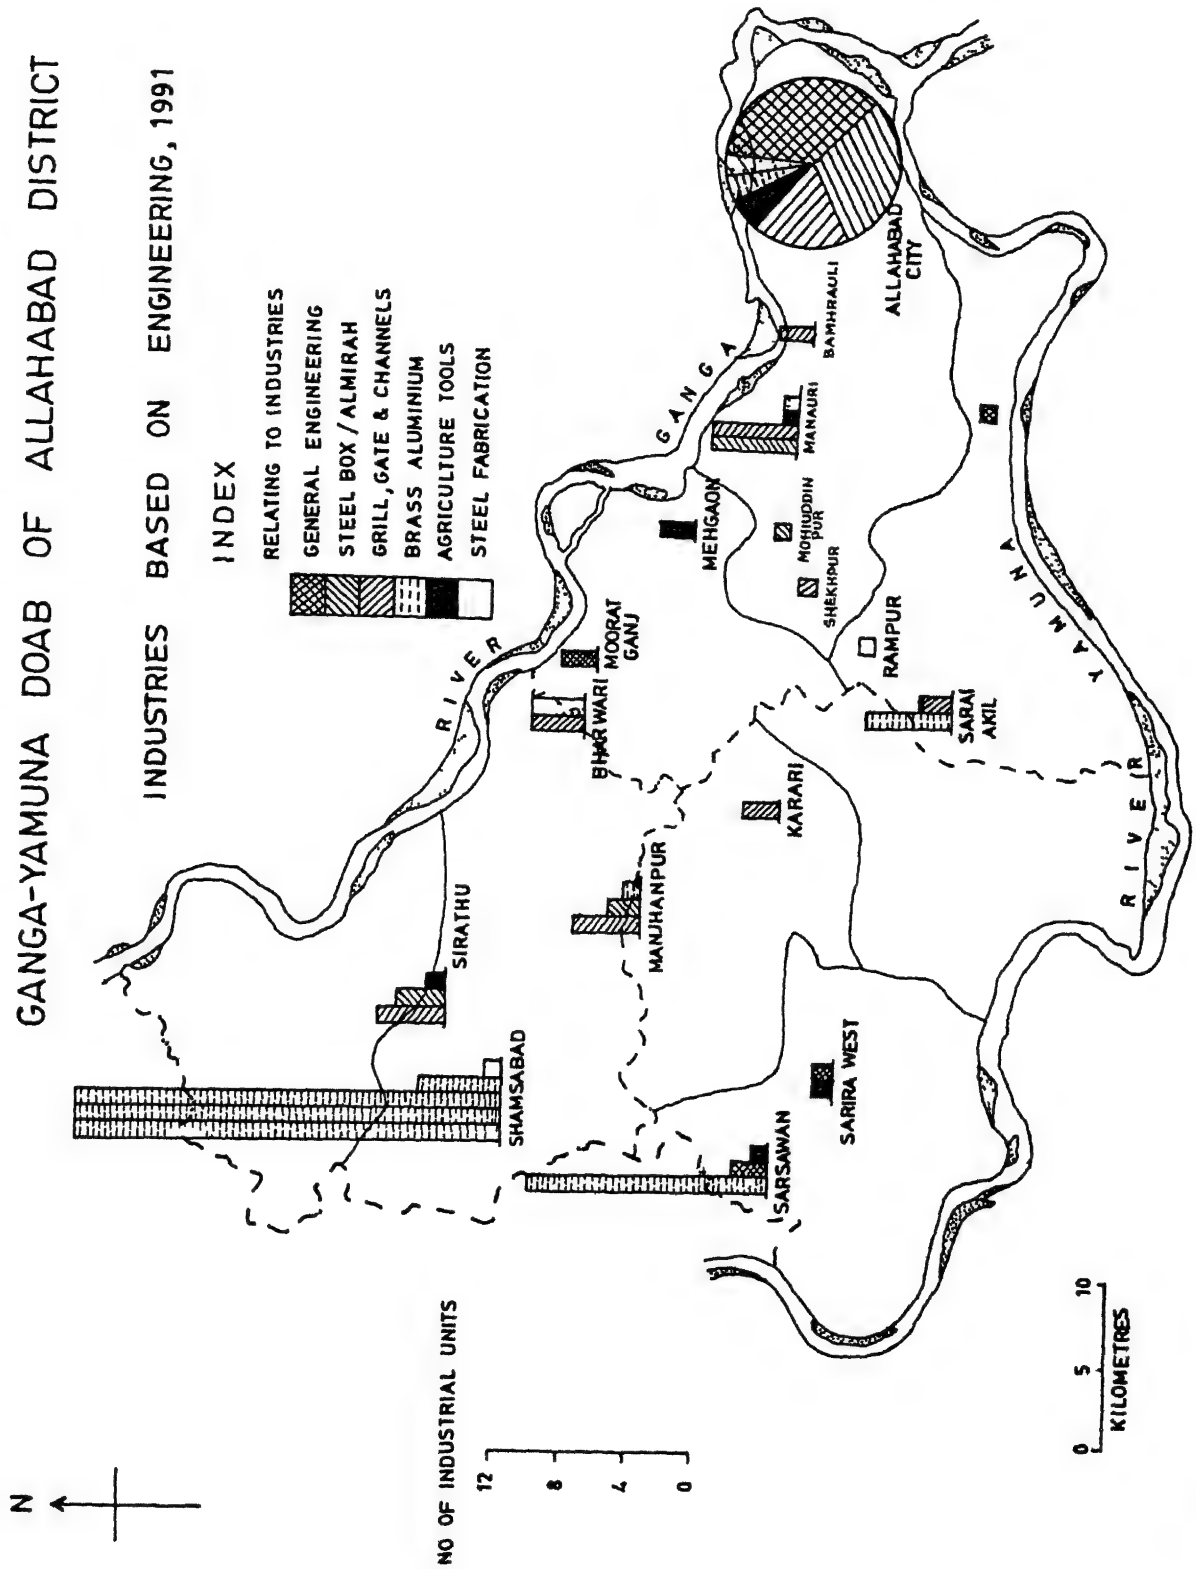 GANGA-YAMUNA DOAB OF ALLAHABAD DISTRICT
INDUSTRIES BASED ON ENGINEERING, 1991
N
INDEX
RELATING TO INDUSTRIES
GENERAL ENGINEERING
STEEL BOX / ALMIRAH
GRILL, GATE & CHANNELS
BRASS ALUMINIUM
AGRICULTURE TOOLS
STEEL FABRICATION
RIVER GANGA
SHAMSABAD
SIRATHU
BHARWARI
MOORAT
GANJ
MANJHANPUR
MEHGAON
SARSAWAN
SARIRA WEST
KARARI
SHEKHPUR
MOHIUDDIN
PUR
MANAURI
BAMHRAULI
ALLAHABAD
CITY
RAMPUR
SARAI
AKIL
RIVER YAMUNA
NO OF INDUSTRIAL UNITS
12
8
4
0
0 5 10
KILOMETRES